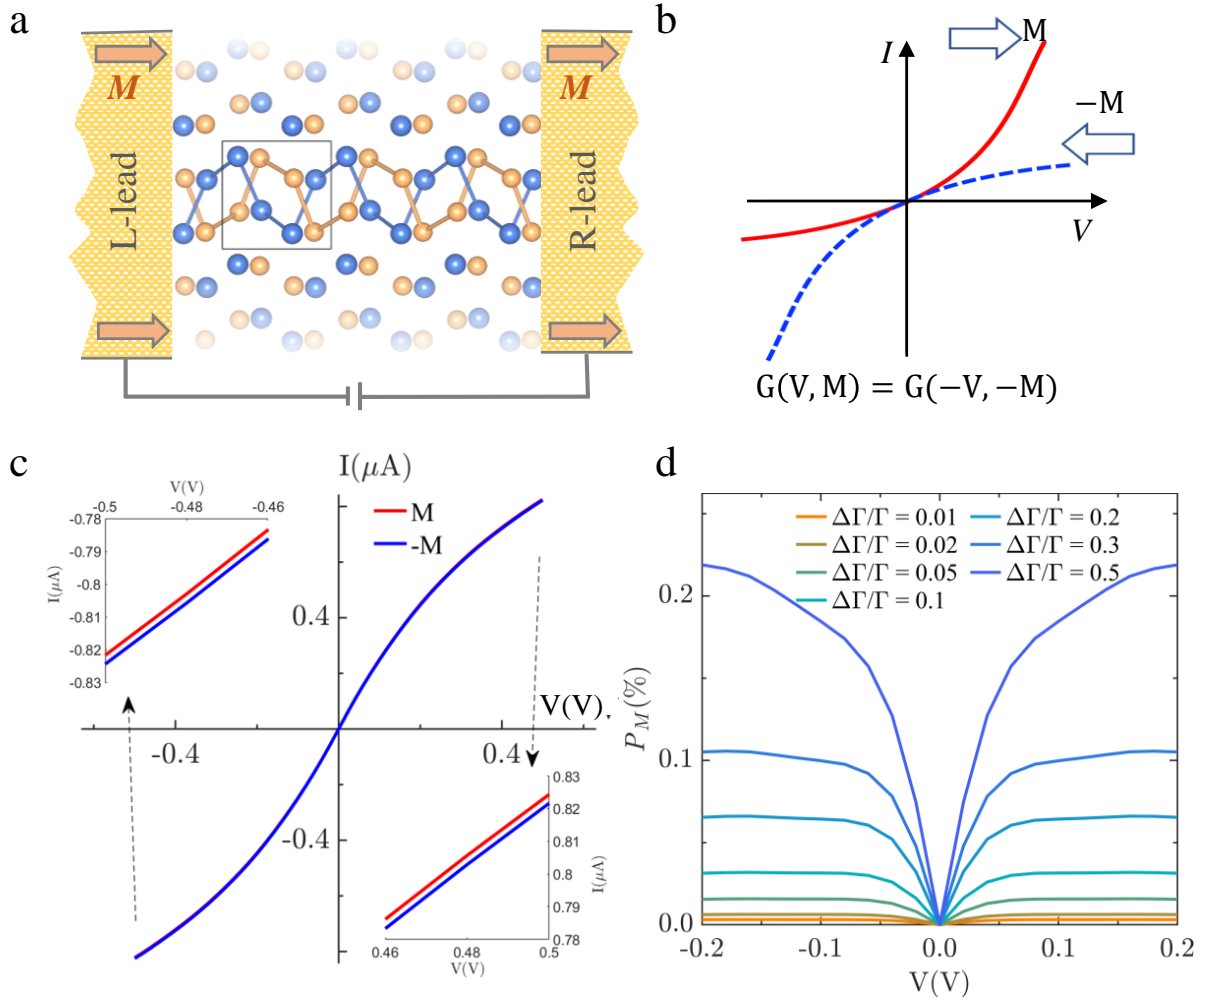 a
M
M
L-lead
R-lead
b
I
M
−M
V
G(V, M) = G(−V, −M)
c
I(μA)
M
-M
0.4
-0.4
-0.4
0.4
V(V)
V(V)
-0.5
-0.48
-0.46
-0.78
-0.79
-0.8
-0.81
-0.82
-0.83
I(μA)
0.83
0.82
0.81
0.8
0.79
0.78
I(μA)
0.46
0.48
0.5
V(V)
d
ΔΓ/Γ = 0.01
ΔΓ/Γ = 0.02
ΔΓ/Γ = 0.05
ΔΓ/Γ = 0.1
ΔΓ/Γ = 0.2
ΔΓ/Γ = 0.3
ΔΓ/Γ = 0.5
P_M(%)
0.2
0.1
0.0
-0.2
-0.1
0.0
0.1
0.2
V(V)